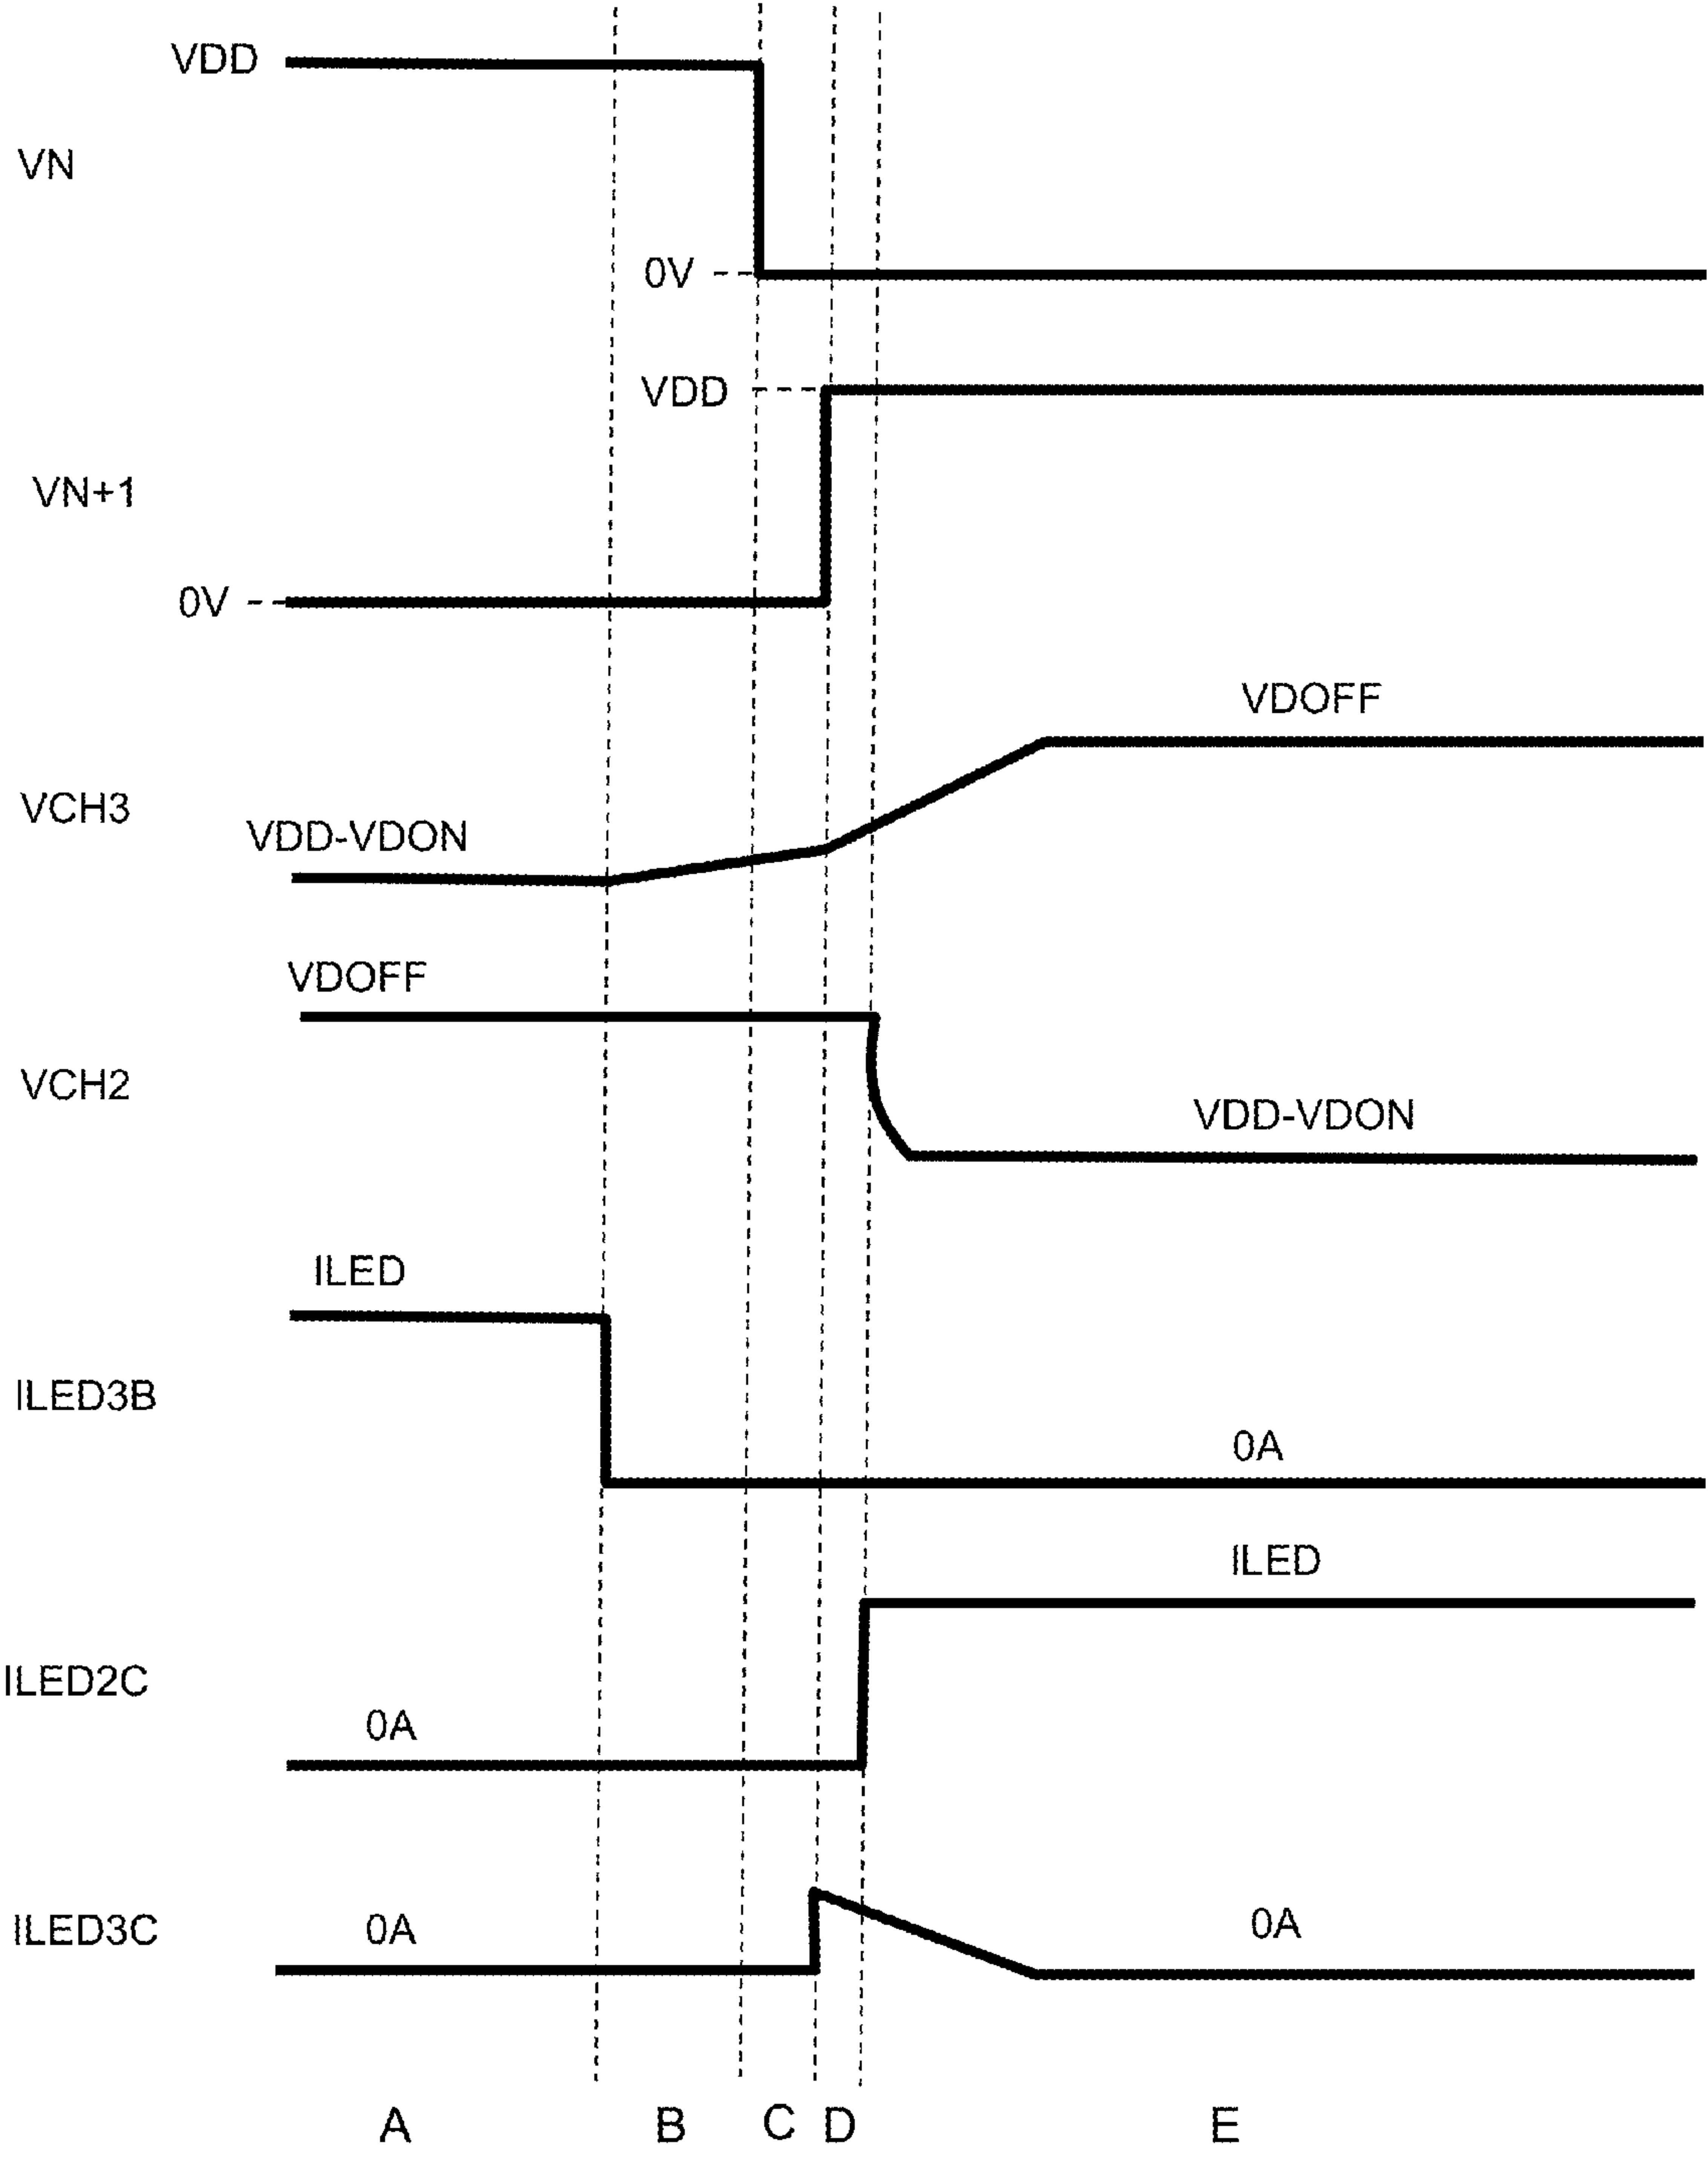 VDD
VN
0V
VDD
VN+1
0V
VDOFF
VCH3
VDD-VDON
VDOFF
VCH2
VDD-VDON
ILED
ILED3B
0A
ILED
ILED2C
0A
ILED3C
0A
0A
A B C D E